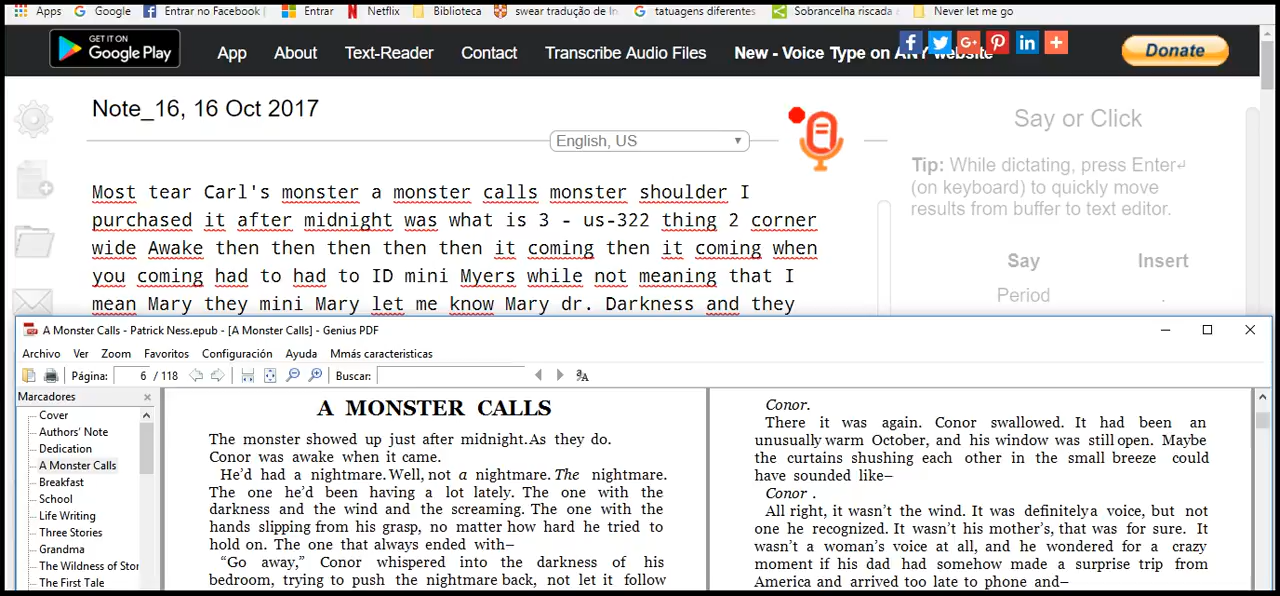 Apps Google Entrar no Facebook Entrar Netflix Biblioteca swear tradução de In tatuagens diferentes Sobrancelha riscada Never let me go
GET IT ON
Google Play
App About Text-Reader Contact Transcribe Audio Files New - Voice Type on ANY website
Donate
Note_16, 16 Oct 2017
English, US
Say or Click
Tip: While dictating, press Enter↵
(on keyboard) to quickly move
results from buffer to text editor.
Say Insert
Period .
Most tear Carl's monster a monster calls monster shoulder I
purchased it after midnight was what is 3 - us-322 thing 2 corner
wide Awake then then then then then it coming then it coming when
you coming had to had to ID mini Myers while not meaning that I
mean Mary they mini Mary let me know Mary dr. Darkness and they
A Monster Calls - Patrick Ness.epub - [A Monster Calls] - Genius PDF
Archivo Ver Zoom Favoritos Configuración Ayuda Mmás caracteristicas
Página: 6 / 118 Buscar:
Marcadores
Cover
Authors' Note
Dedication
A Monster Calls
Breakfast
School
Life Writing
Three Stories
Grandma
The Wildness of Stor
The First Tale
A MONSTER CALLS
The monster showed up just after midnight.As they do.
Conor was awake when it came.
He'd had a nightmare. Well, not a nightmare. The nightmare.
The one he'd been having a lot lately. The one with the
darkness and the wind and the screaming. The one with the
hands slipping from his grasp, no matter how hard he tried to
hold on. The one that always ended with–
“Go away,” Conor whispered into the darkness of his
bedroom, trying to push the nightmare back, not let it follow
Conor.
There it was again. Conor swallowed. It had been an
unusually warm October, and his window was still open. Maybe
the curtains shushing each other in the small breeze could
have sounded like–
Conor .
All right, it wasn't the wind. It was definitely a voice, but not
one he recognized. It wasn't his mother's, that was for sure. It
wasn't a woman's voice at all, and he wondered for a crazy
moment if his dad had somehow made a surprise trip from
America and arrived too late to phone and–